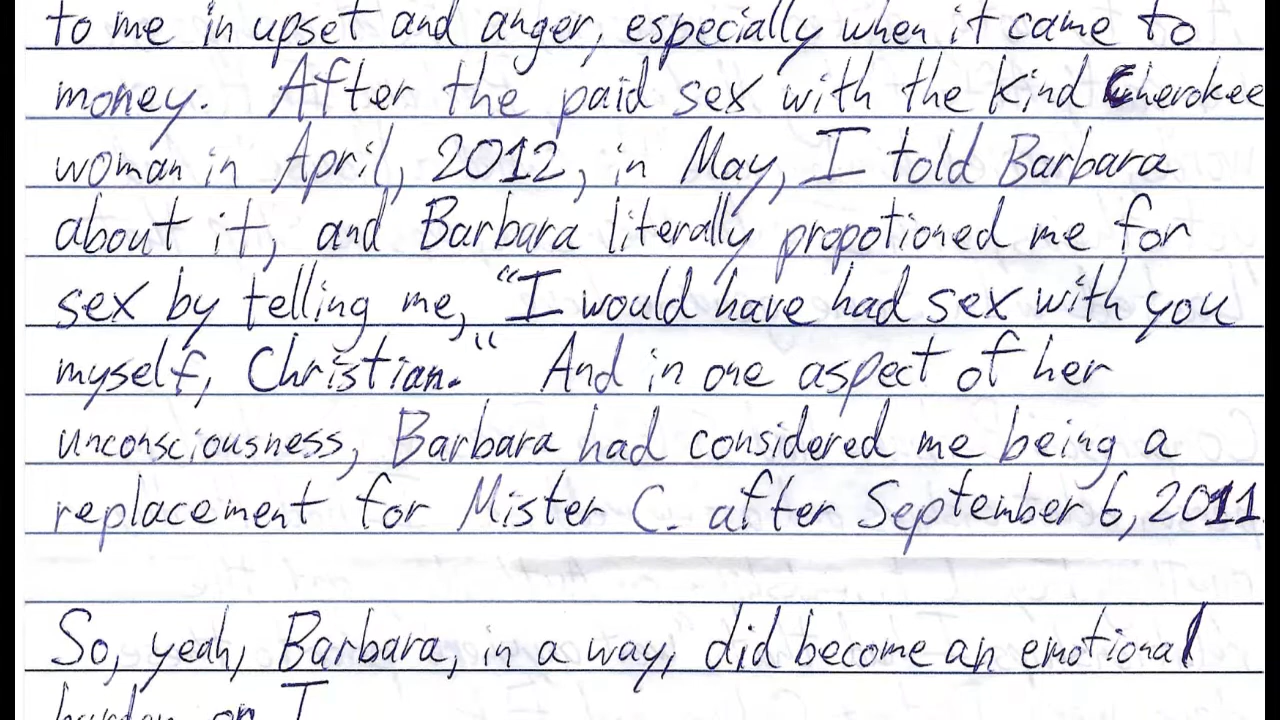 to me in upset and anger, especially when it came to
money. After the paid sex with the kind Cherokee
woman in April, 2012, in May, I told Barbara
about it, and Barbara literally propotioned me for
sex by telling me, "I would have had sex with you
myself, Christian." And in one aspect of her
unconsciousness, Barbara had considered me being a
replacement for Mister C. after September 6, 2011.
So, yeah, Barbara, in a way, did become an emotional
burden on I